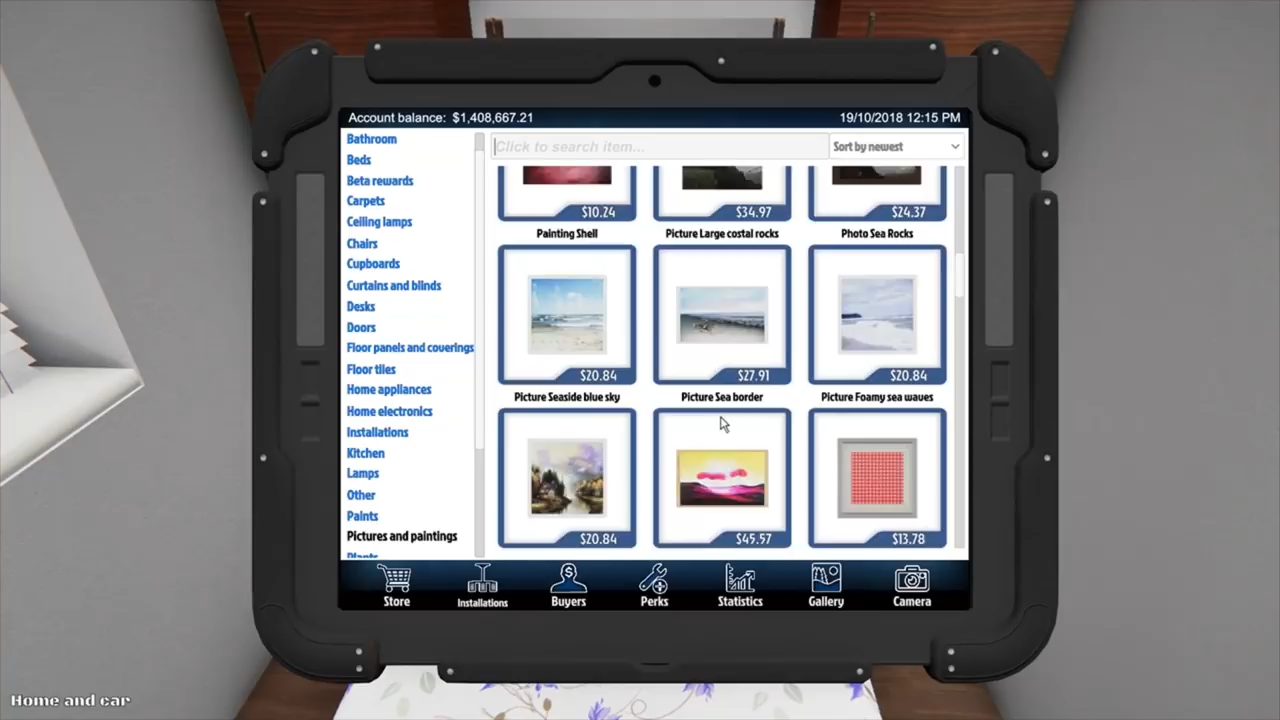 Account balance: $1,408,667.21
19/10/2018 12:15 PM
Bathroom
Beds
Beta rewards
Carpets
Ceiling lamps
Chairs
Cupboards
Curtains and blinds
Desks
Doors
Floor panels and coverings
Floor tiles
Home appliances
Home electronics
Installations
Kitchen
Lamps
Other
Paints
Pictures and paintings
Plants
Click to search item...
Sort by newest
$10.24
$34.97
$24.37
Painting Shell
Picture Large costal rocks
Photo Sea Rocks
$20.84
$27.91
$20.84
Picture Seaside blue sky
Picture Sea border
Picture Foamy sea waves
$20.84
$45.57
$13.78
Store
Installations
Buyers
Perks
Statistics
Gallery
Camera
Home and car